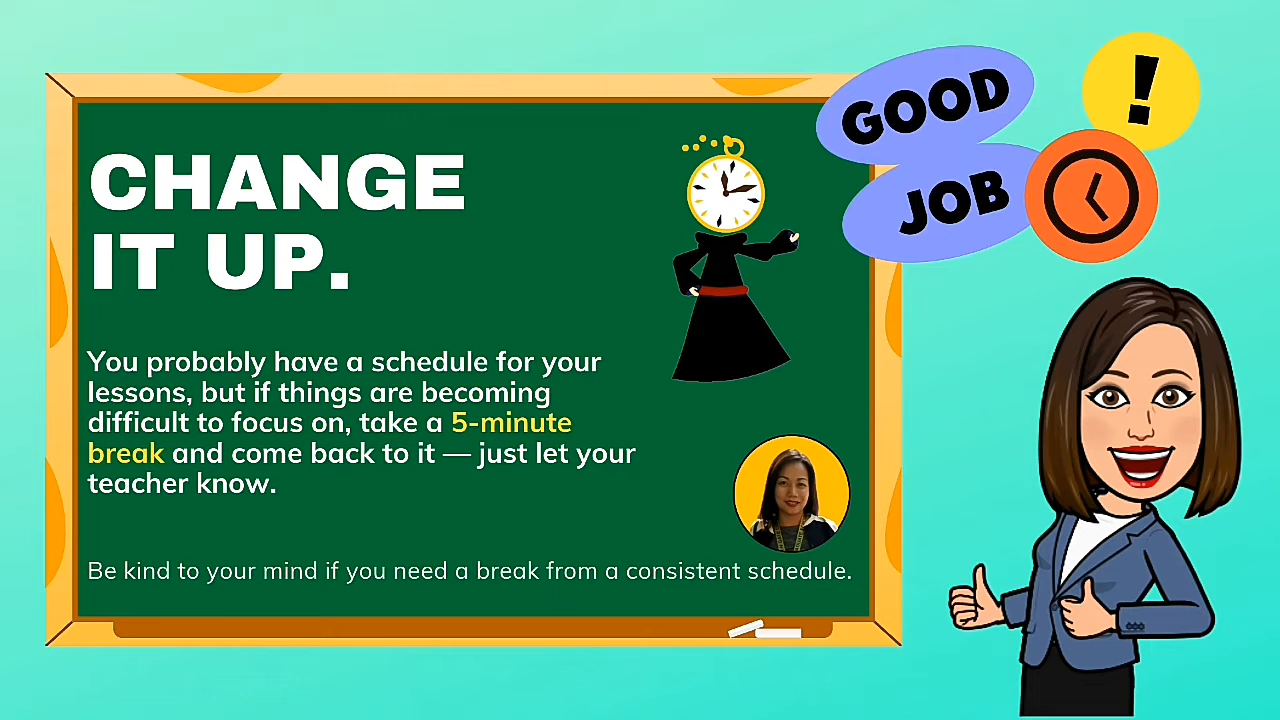 CHANGE
IT UP.
You probably have a schedule for your
lessons, but if things are becoming
difficult to focus on, take a 5-minute
break and come back to it — just let your
teacher know.
Be kind to your mind if you need a break from a consistent schedule.
GOOD
JOB
!